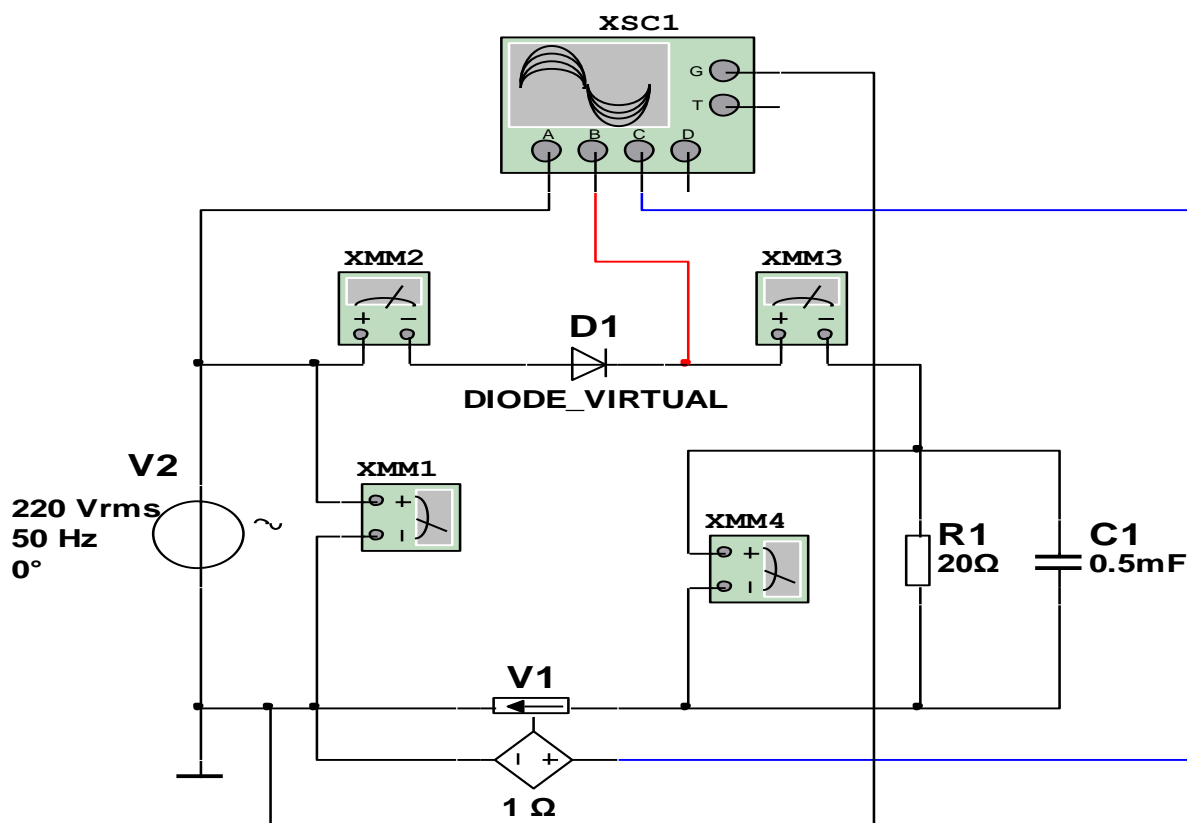 XSC1
G
T
A B C D
XMM2
+ −
XMM3
+ −
D1
DIODE_VIRTUAL
V2
220 Vrms
50 Hz
0°
XMM1
+
−
XMM4
+
−
R1
20Ω
C1
0.5mF
V1
− +
1 Ω